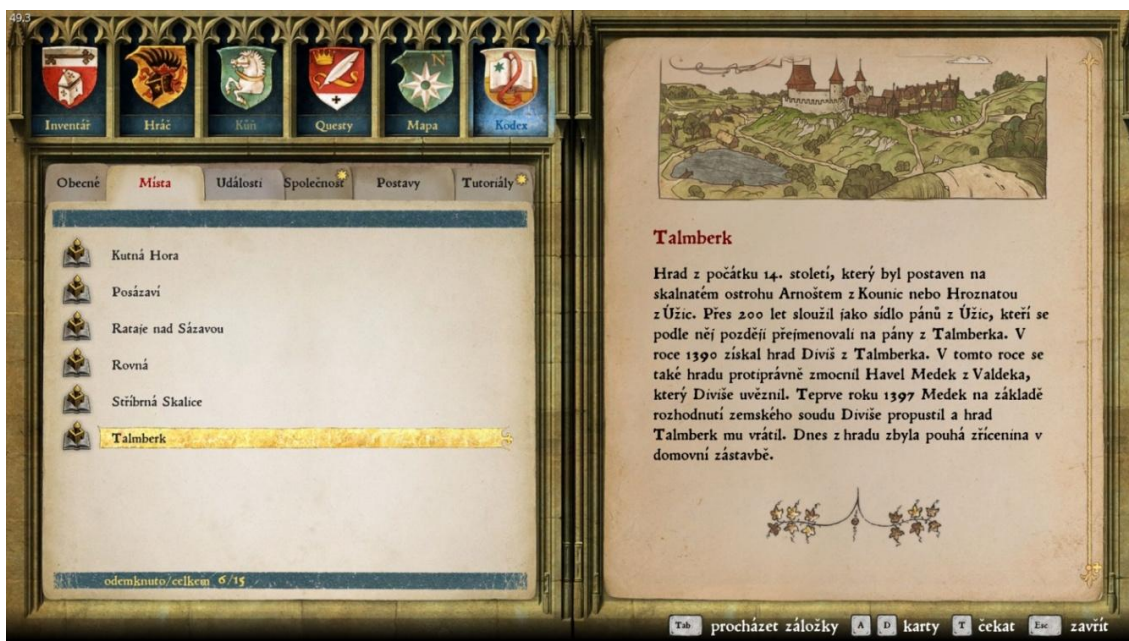 49.3
Inventář
Hráč
Kůň
Questy
Mapa
Kodex
Obecné
Místa
Události
Společnost
Postavy
Tutoriály
Kutná Hora
Posázaví
Rataje nad Sázavou
Rovná
Stříbrná Skalice
Talmberk
odemknuto/celkem 6/15
Talmberk
Hrad z počátku 14. století, který byl postaven na
skalnatém ostrohu Arnoštem z Kounic nebo Hroznatou
z Úžic. Přes 200 let sloužil jako sídlo pánů z Úžic, kteří se
podle něj později přejmenovali na pány z Talmberka. V
roce 1390 získal hrad Diviš z Talmberka. V tomto roce se
také hradu protiprávně zmocnil Havel Medek z Valdeka,
který Diviše uvěznil. Teprve roku 1397 Medek na základě
rozhodnutí zemského soudu Diviše propustil a hrad
Talmberk mu vrátil. Dnes z hradu zbyla pouhá zřícenina v
domovní zástavbě.
Tab procházet záložky A D karty T čekat Esc zavřít